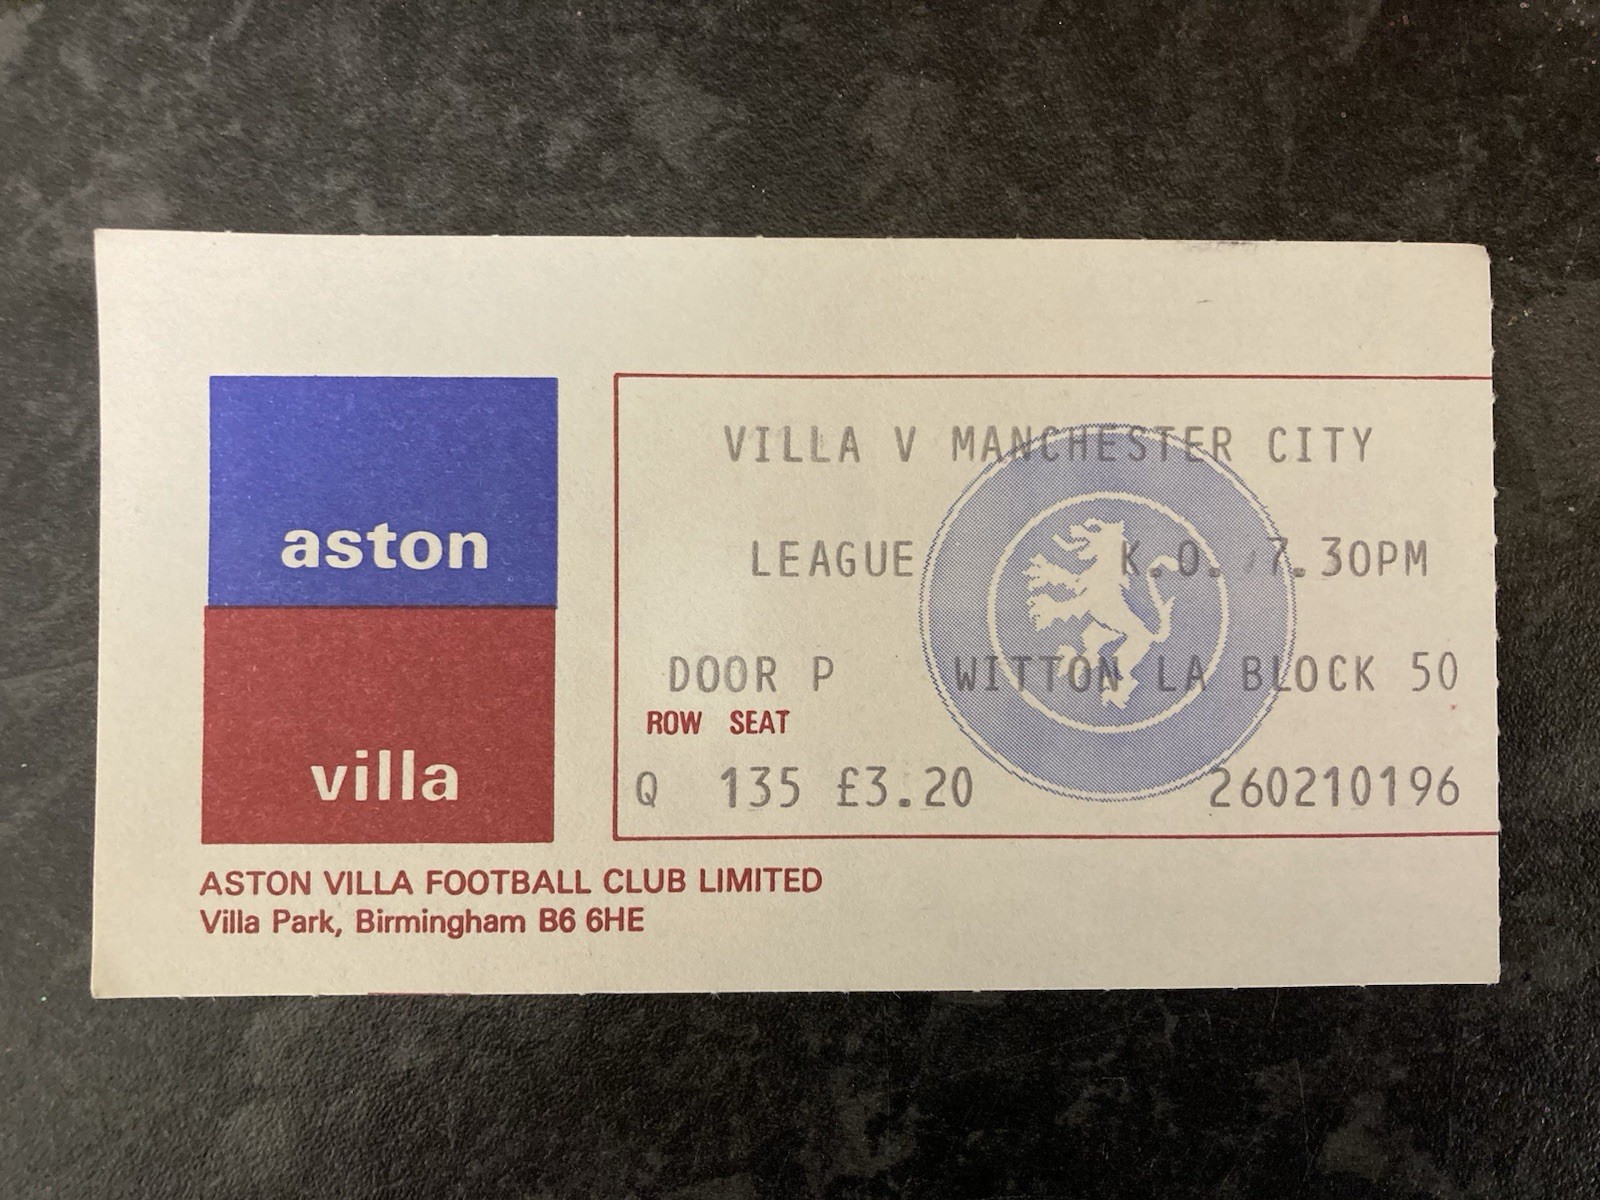 aston
villa
VILLA V MANCHESTER CITY
LEAGUE K.O. 7.30PM
DOOR P WITTON LA BLOCK 50
ROW SEAT
Q 135 £3.20 260210196
ASTON VILLA FOOTBALL CLUB LIMITED
Villa Park, Birmingham B6 6HE